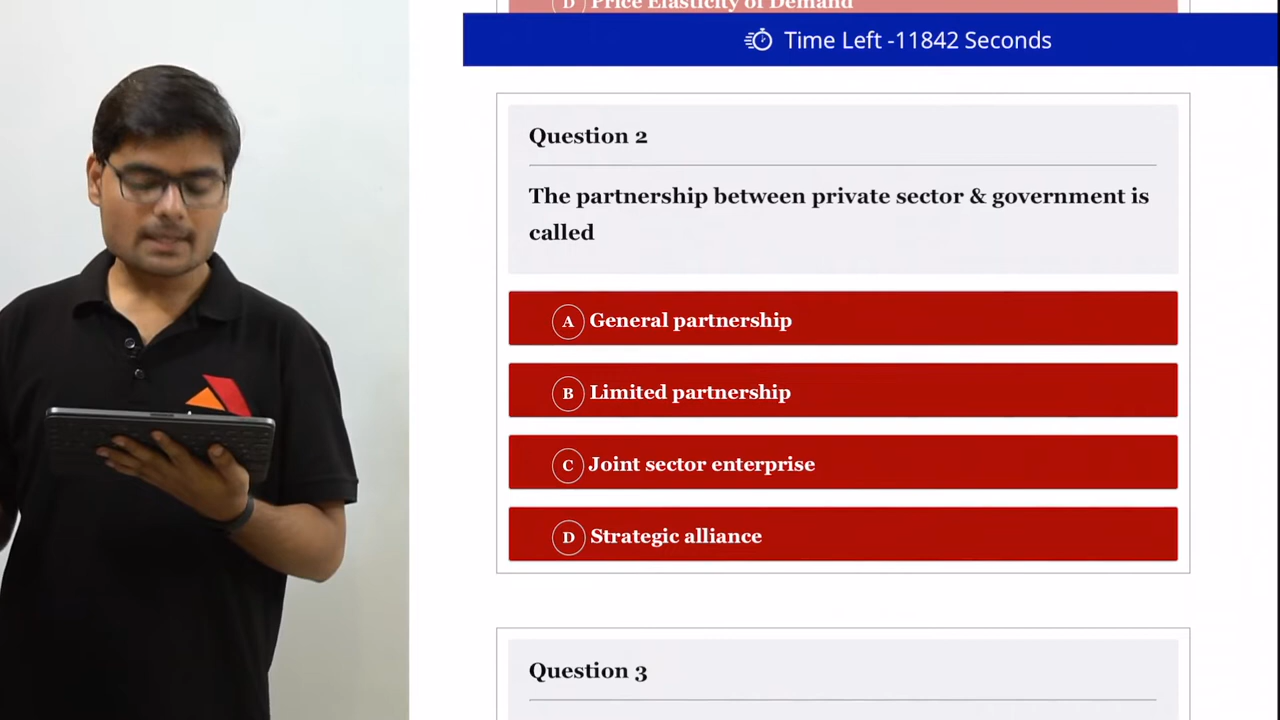 D Price Elasticity of Demand
Time Left -11842 Seconds
Question 2
The partnership between private sector & government is
called
A General partnership
B Limited partnership
C Joint sector enterprise
D Strategic alliance
Question 3